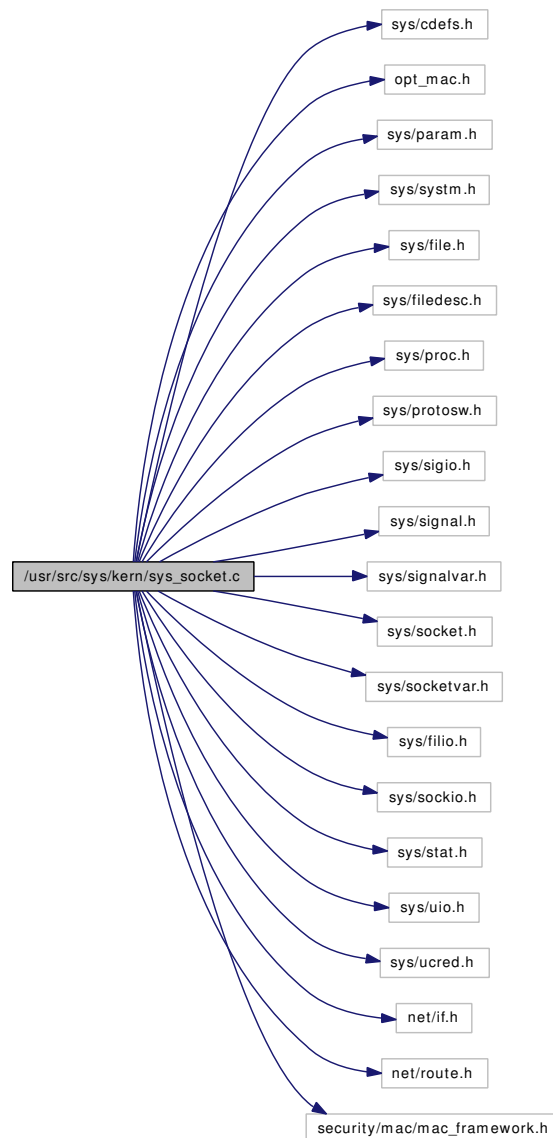 sys/cdefs.h
opt_mac.h
sys/param.h
sys/systm.h
sys/file.h
sys/filedesc.h
sys/proc.h
sys/protosw.h
sys/sigio.h
sys/signal.h
/usr/src/sys/kern/sys_socket.c
sys/signalvar.h
sys/socket.h
sys/socketvar.h
sys/filio.h
sys/sockio.h
sys/stat.h
sys/uio.h
sys/ucred.h
net/if.h
net/route.h
security/mac/mac_framework.h